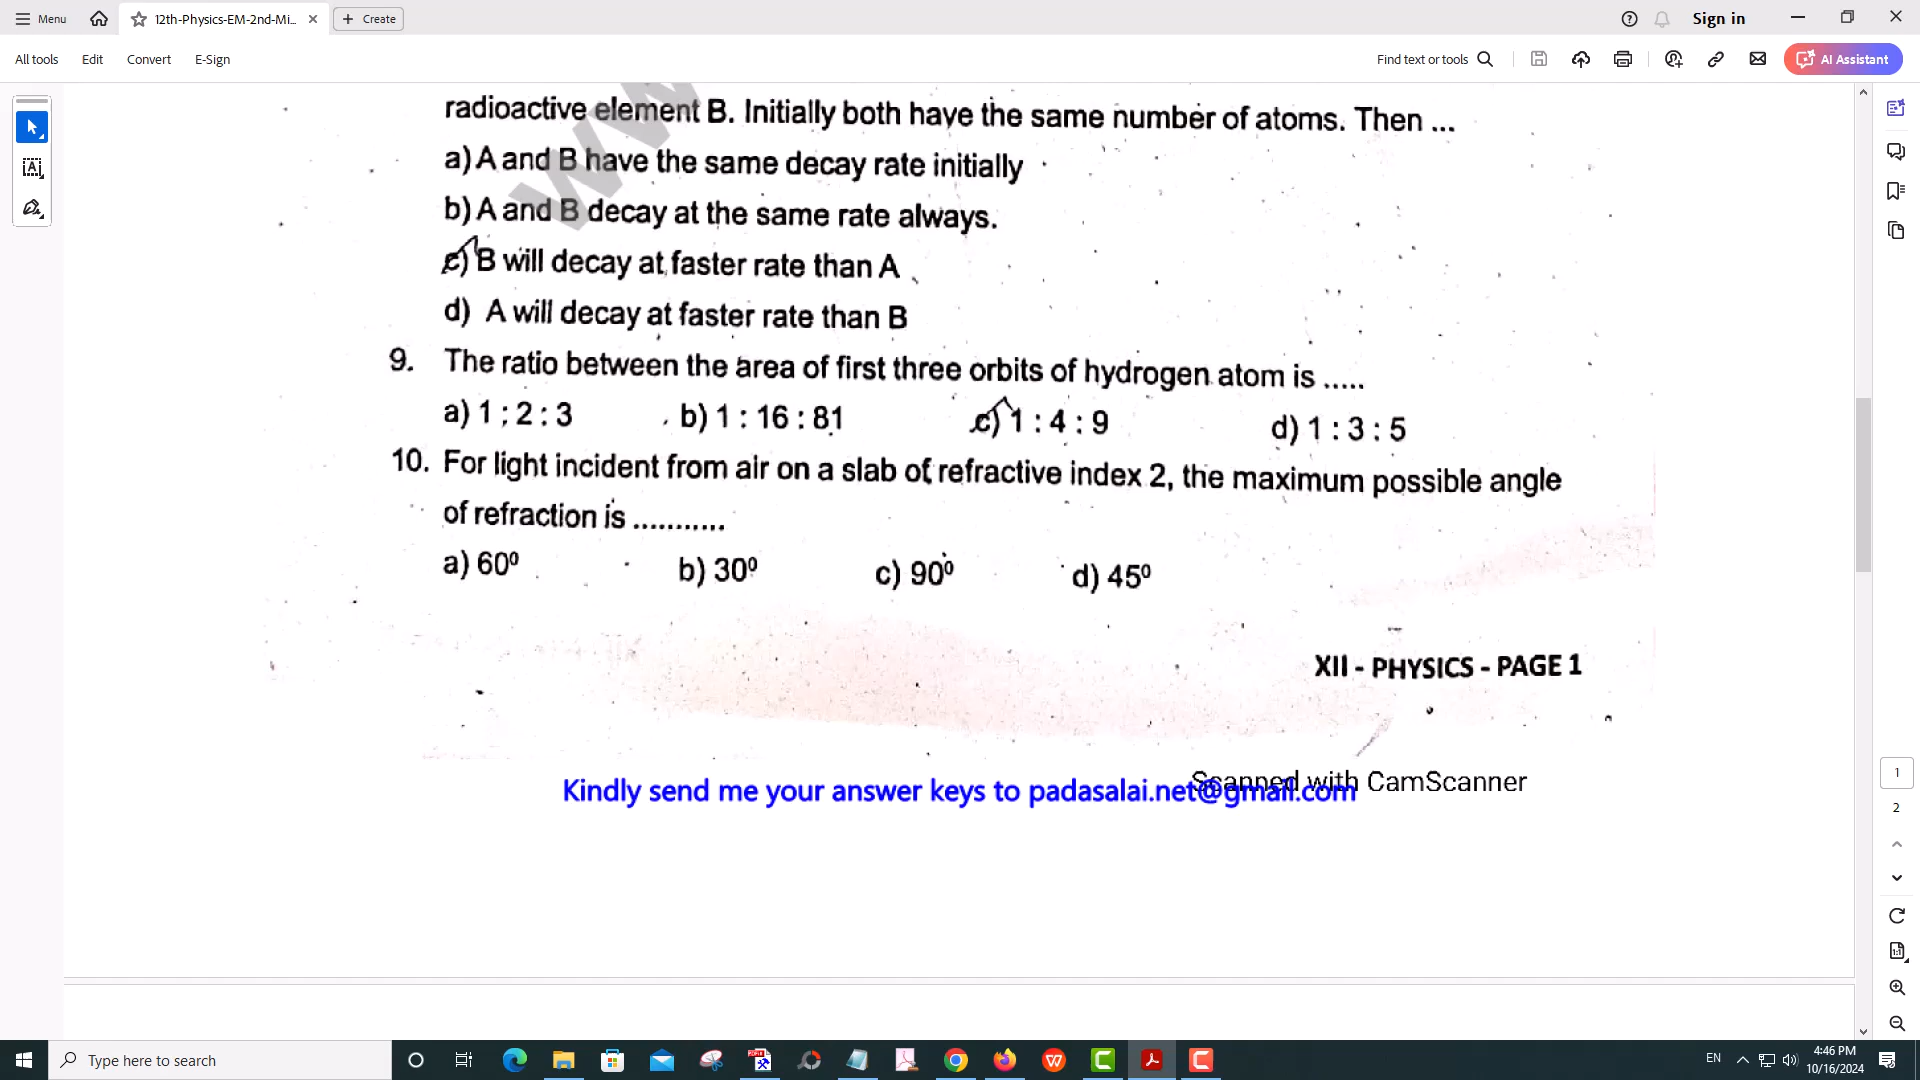 Menu
12th-Physics-EM-2nd-Mi...
Create
Sign in
All tools
Edit
Convert
E-Sign
Find text or tools
AI Assistant
radioactive element B. Initially both have the same number of atoms. Then ...
a) A and B have the same decay rate initially
b) A and B decay at the same rate always.
c) B will decay at faster rate than A
d) A will decay at faster rate than B
9. The ratio between the area of first three orbits of hydrogen atom is .....
a) 1 : 2 : 3 b) 1 : 16 : 81 c) 1 : 4 : 9 d) 1 : 3 : 5
10. For light incident from air on a slab of refractive index 2, the maximum possible angle
of refraction is ...........
a) 60⁰ b) 30⁰ c) 90⁰ d) 45⁰
XII - PHYSICS - PAGE 1
Scanned with CamScanner
Kindly send me your answer keys to padasalai.net@gmail.com
1
2
Type here to search
EN
4:46 PM
10/16/2024